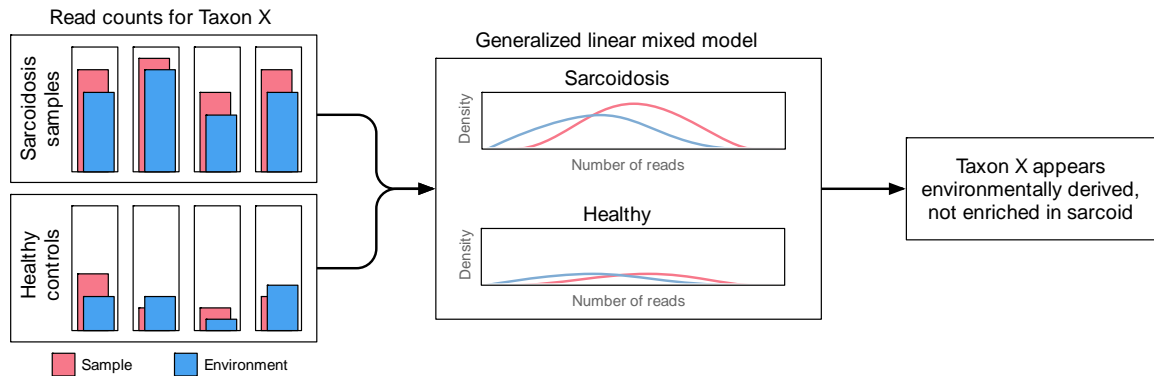 Read counts for Taxon X
Sarcoidosis
samples
Healthy
controls
Sample
Environment
Generalized linear mixed model
Sarcoidosis
Density
Number of reads
Healthy
Density
Number of reads
Taxon X appears
environmentally derived,
not enriched in sarcoid